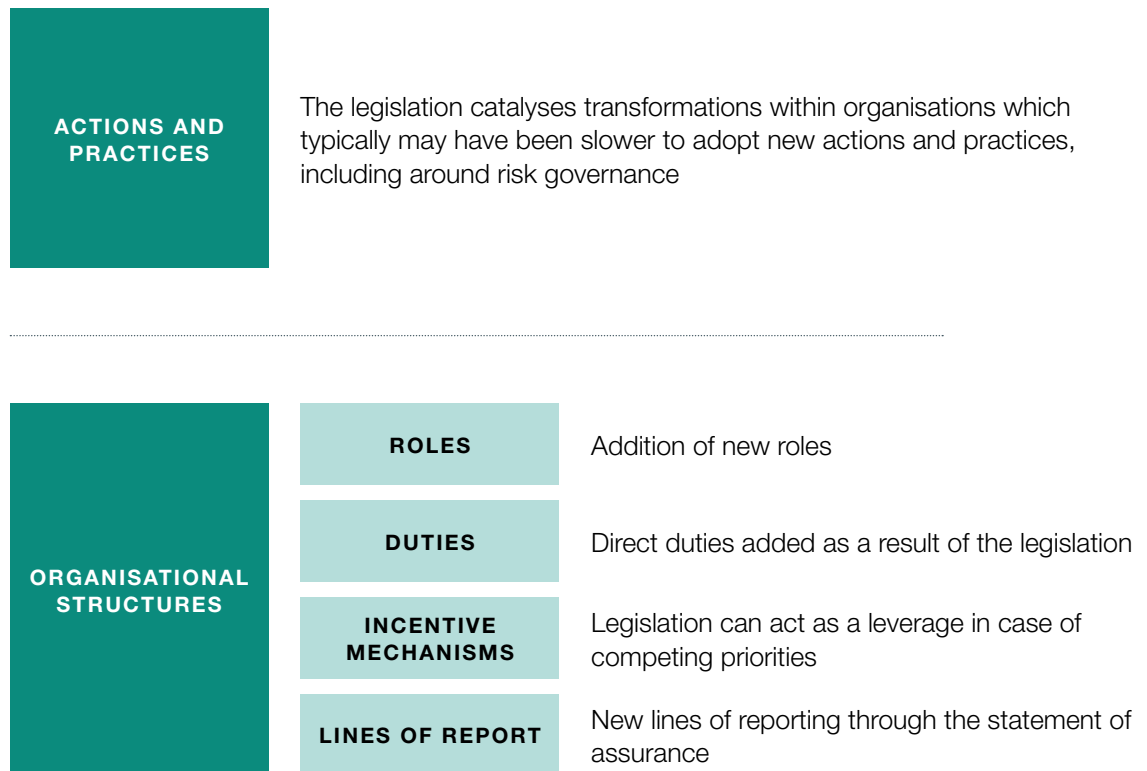 ACTIONS AND
PRACTICES
The legislation catalyses transformations within organisations which
typically may have been slower to adopt new actions and practices,
including around risk governance
ORGANISATIONAL
STRUCTURES
ROLES
Addition of new roles
DUTIES
Direct duties added as a result of the legislation
INCENTIVE
MECHANISMS
Legislation can act as a leverage in case of
competing priorities
LINES OF REPORT
New lines of reporting through the statement of
assurance